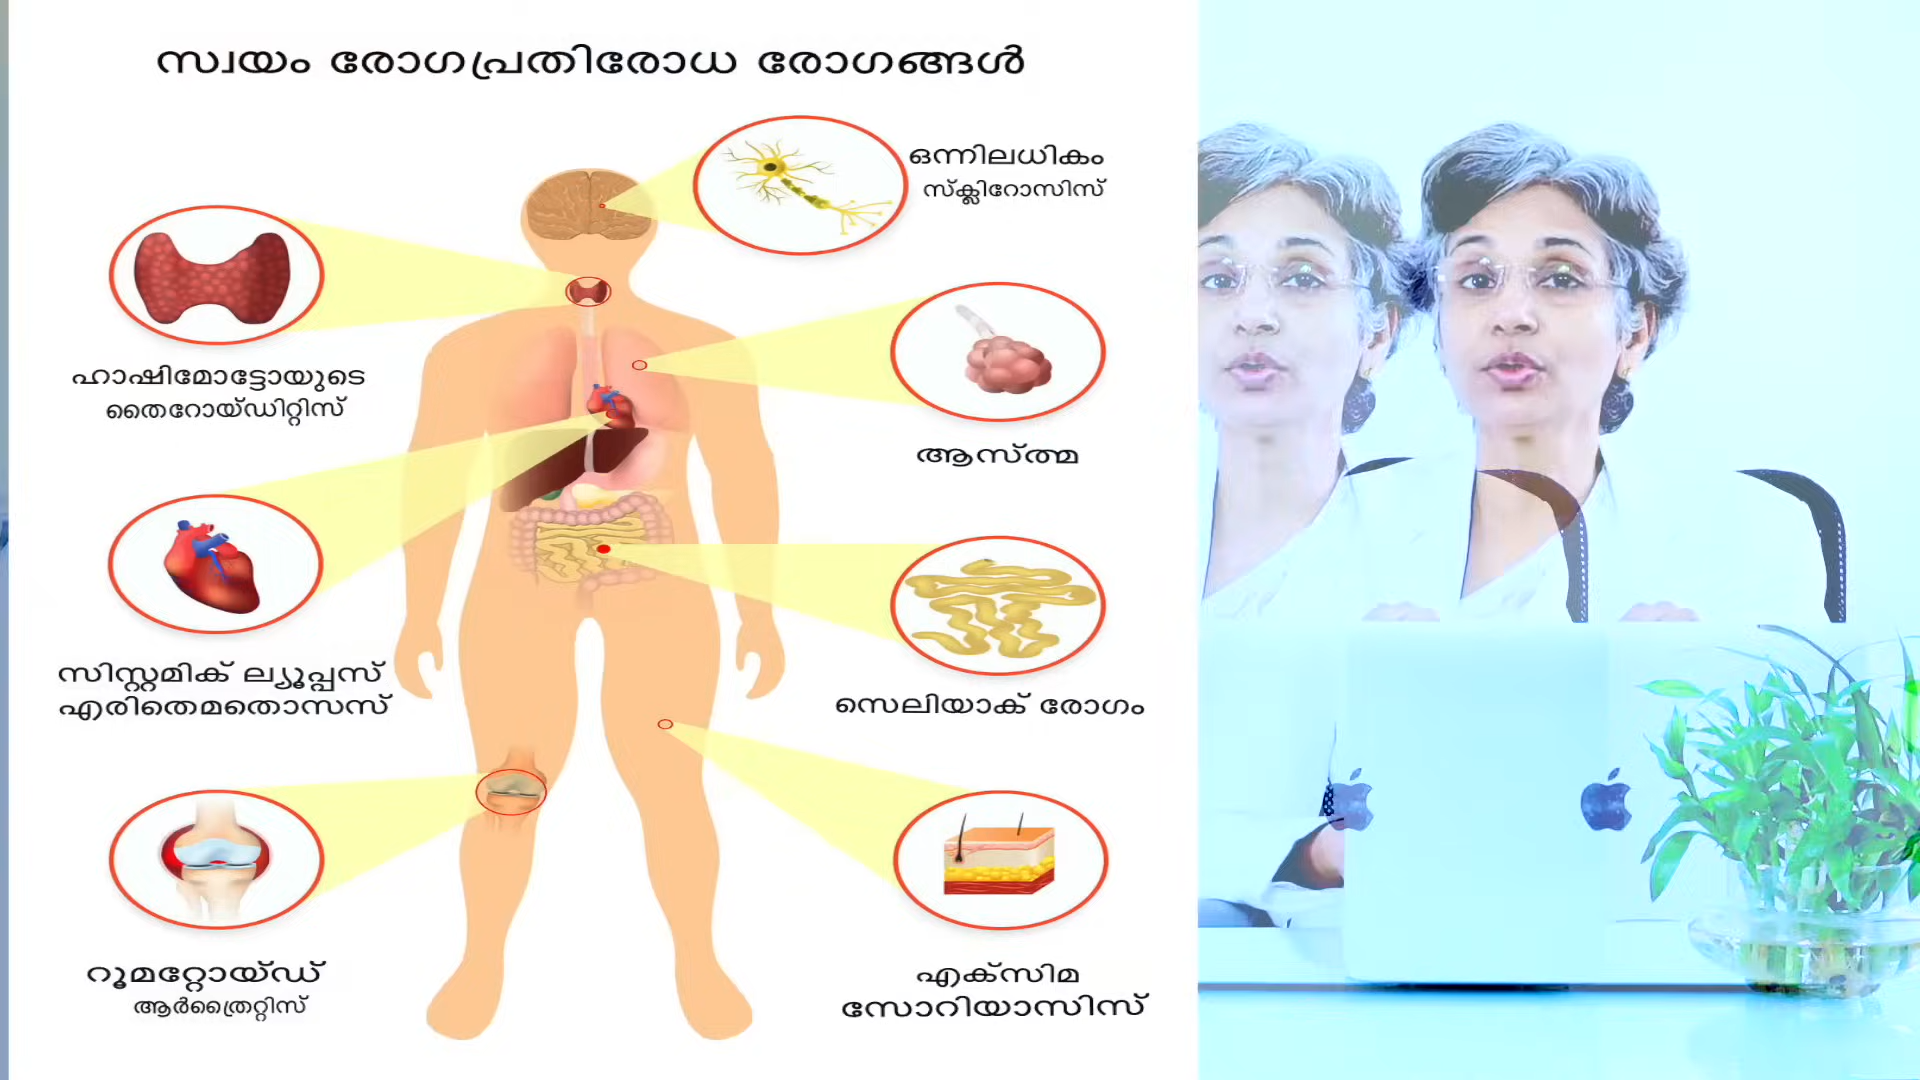 സ്വയം രോഗപ്രതിരോധ രോഗങ്ങൾ
ഒന്നിലധികം
സ്ക്ലിറോസിസ്
ഹാഷിമോട്ടോയുടെ
തൈറോയ്ഡിറ്റിസ്
ആസ്ത്മ
സിസ്റ്റമിക് ല്യൂപ്പസ്
എരിതെമതൊസസ്
സെലിയാക് രോഗം
റൂമറ്റോയ്ഡ്
ആർത്രൈറ്റിസ്
എക്സിമ
സോറിയാസിസ്